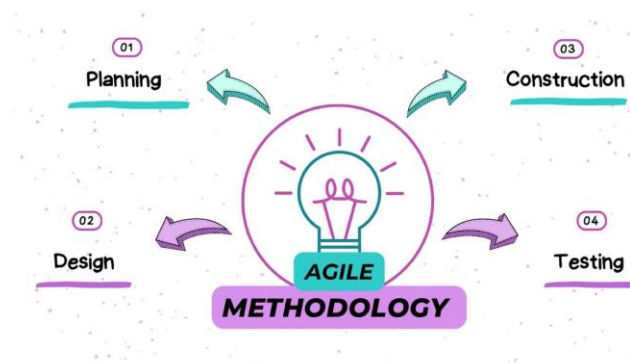 01
Planning
02
Design
03
Construction
04
Testing
AGILE
METHODOLOGY